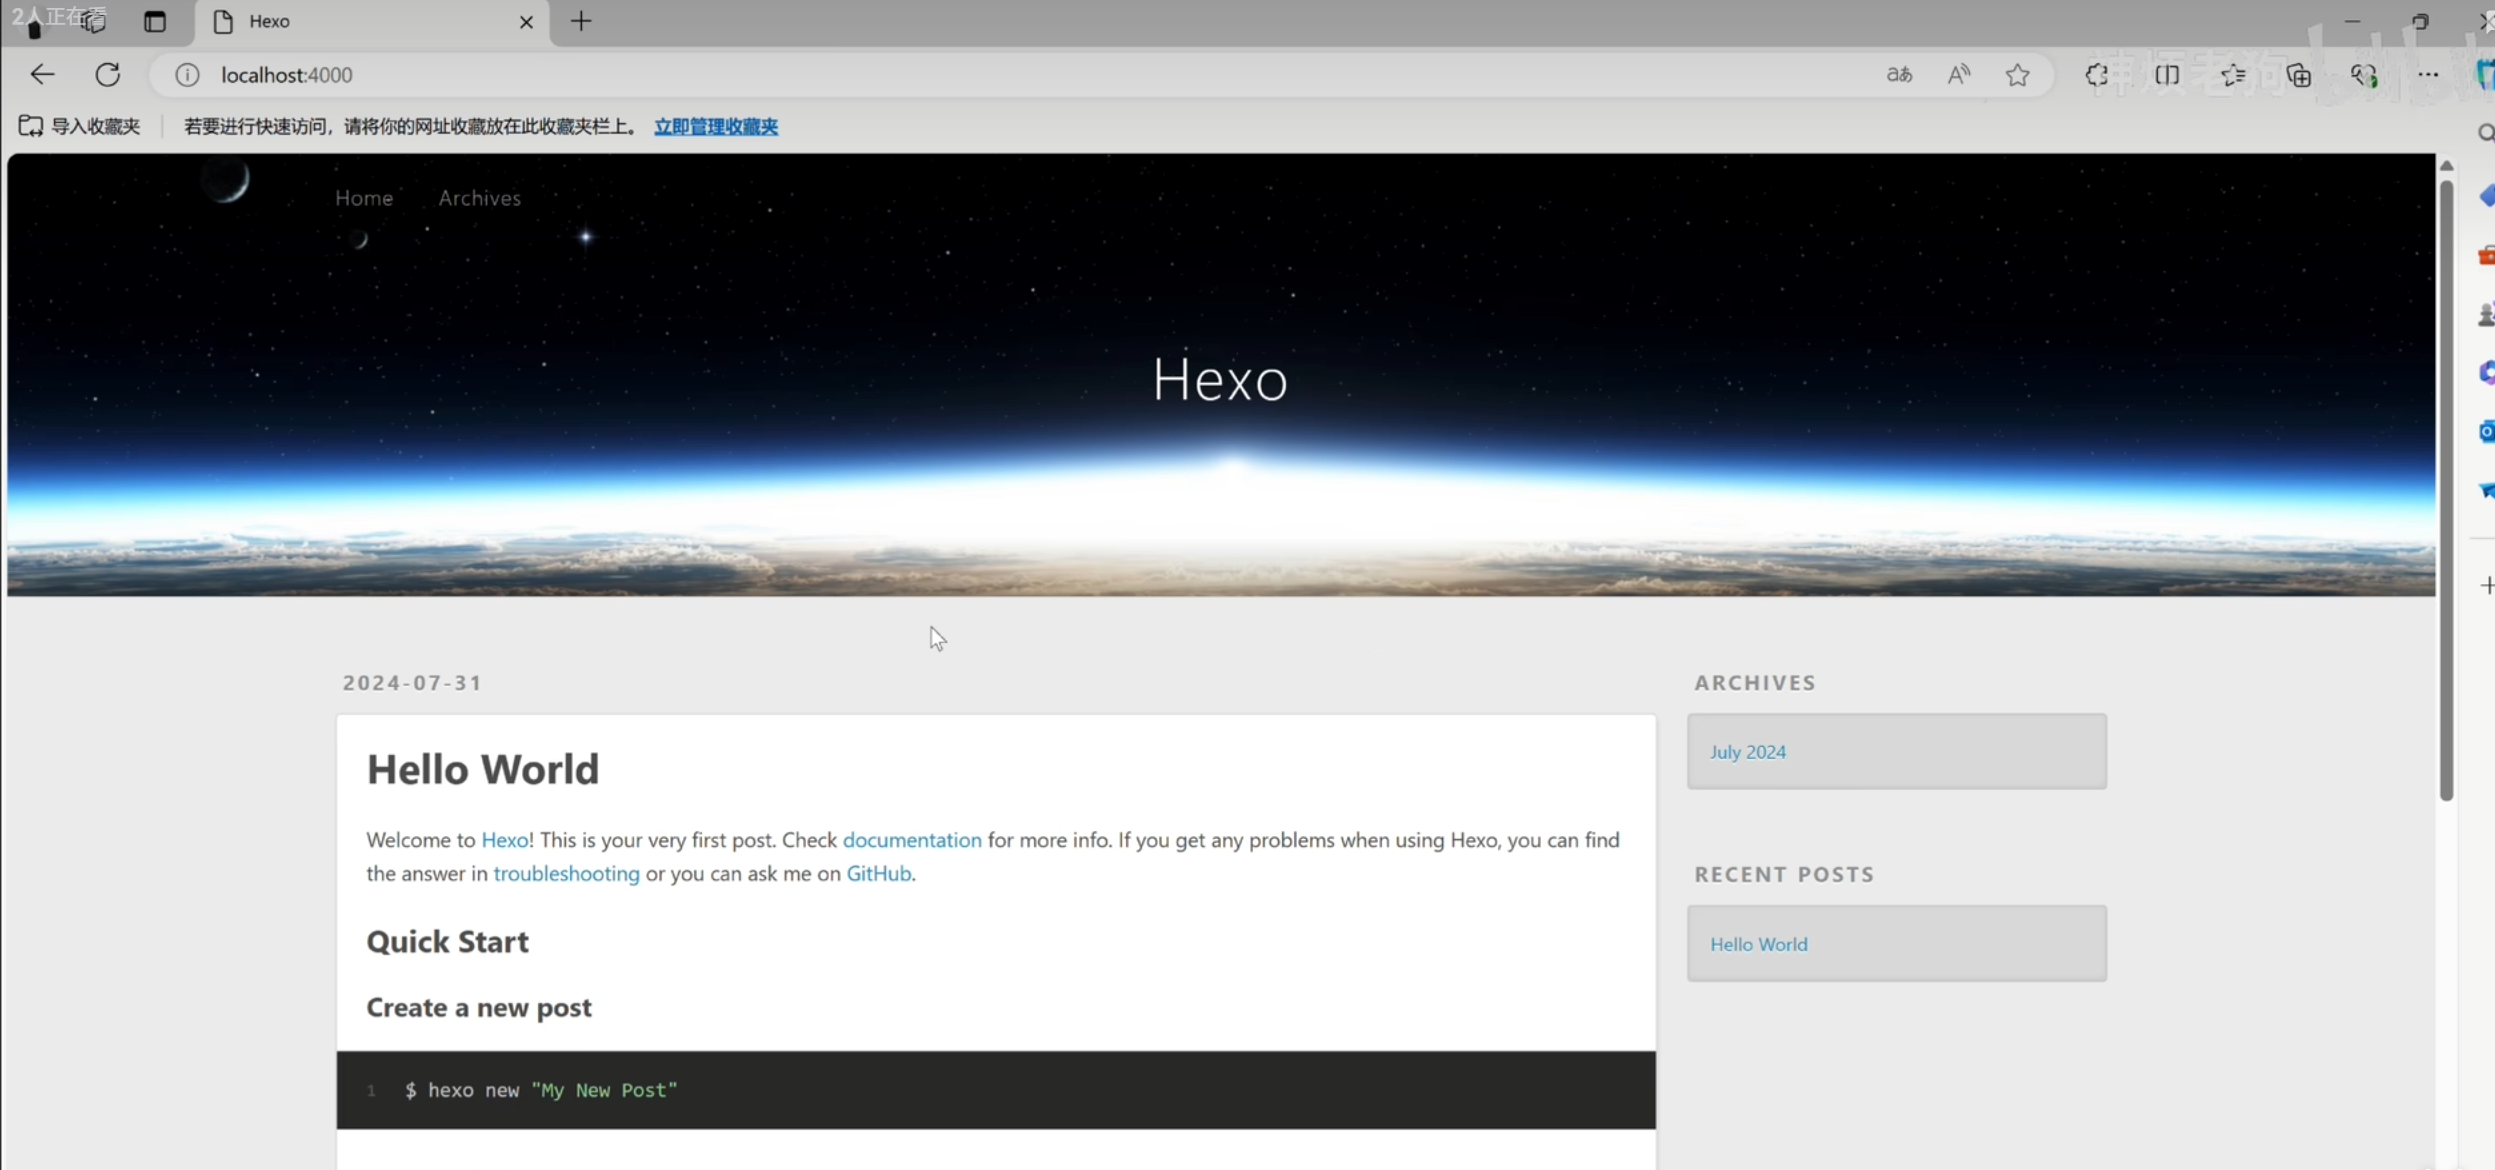 2人正在看
Hexo
localhost:4000
导入收藏夹
若要进行快速访问，请将你的网址收藏放在此收藏夹栏上。 立即管理收藏夹
Home Archives
Hexo
2024-07-31
Hello World
Welcome to Hexo! This is your very first post. Check documentation for more info. If you get any problems when using Hexo, you can find
the answer in troubleshooting or you can ask me on GitHub.
Quick Start
Create a new post
1 $ hexo new "My New Post"
ARCHIVES
July 2024
RECENT POSTS
Hello World